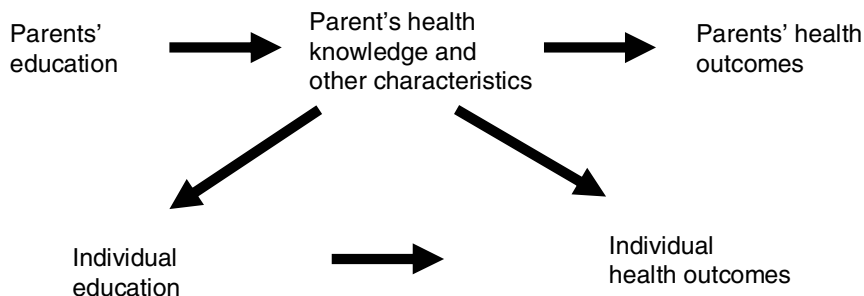 Parents'
education
Parent's health
knowledge and
other characteristics
Parents' health
outcomes
Individual
education
Individual
health outcomes